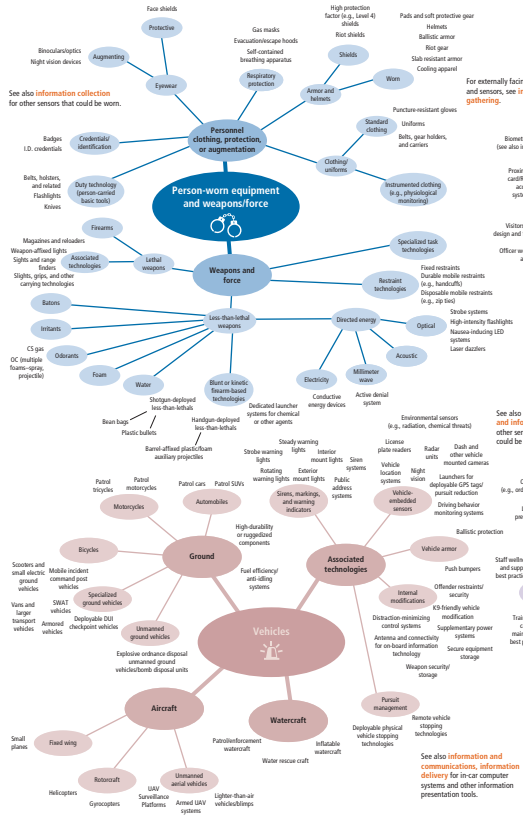 Face shields
Protective
Binoculars/optics
Night vision devices
Augmenting
Eyewear
See also information collection
for other sensors that could be worn.
Gas masks
Evacuation/escape hoods
Self-contained
breathing apparatus
Respiratory
protection
High protection
factor (e.g., Level 4)
shields
Riot shields
Shields
Pads and soft protective gear
Helmets
Ballistic armor
Riot gear
Slab resistant armor
Cooling apparel
Worn
Armor and
helmets
For externally facin
and sensors, see in
gathering.
Personnel
clothing, protection,
or augmentation
Badges
I.D. credentials
Credentials/
identification
Belts, holsters,
and related
Flashlights
Knives
Duty technology
(person-carried
basic tools)
Puncture-resistant gloves
Standard
clothing
Uniforms
Belts, gear holders,
and carriers
Clothing/
uniforms
Instrumented clothing
(e.g., physiological
monitoring)
Biomet
(see also i
Proxim
card/R
acc
syste
Visitor
design and
Officer w
a
Person-worn equipment
and weapons/force
Firearms
Magazines and reloaders
Weapon-affixed lights
Sights and range
finders
Slights, grips, and other
carrying technologies
Associated
technologies
Lethal
weapons
Weapons and
force
Specialized task
technologies
Restraint
technologies
Fixed restraints
Durable mobile restraints
(e.g., handcuffs)
Disposable mobile restraints
(e.g., zip ties)
Batons
Irritants
CS gas
OC (multiple
foams–spray,
projectile)
Odorants
Foam
Water
Less-than-lethal
weapons
Blunt or kinetic
firearm-based
technologies
Directed energy
Optical
Strobe systems
High-intensity flashlights
Nausea-inducing LED
systems
Laser dazzlers
Acoustic
Millimeter
wave
Active denial
system
Electricity
Conductive
energy devices
Dedicated launcher
systems for chemical
or other agents
Shotgun-deployed
less-than-lethals
Bean bags
Plastic bullets
Handgun-deployed
less-than-lethals
Barrel-affixed plastic/foam
auxiliary projectiles
Environmental sensors
(e.g., radiation, chemical threats)
See also
and infor
other sen
could be
Patrol
tricycles
Patrol
motorcycles
Motorcycles
Patrol cars
Patrol SUVs
Automobiles
High-durability
or ruggedized
components
Fuel efficiency/
anti-idling
systems
Strobe warning
lights
Steady warning
lights
Rotating
warning lights
Interior
mount lights
Exterior
mount lights
Siren
systems
Public
address
systems
Sirens, markings,
and warning
indicators
License
plate readers
Radar
units
Dash and
other vehicle
mounted cameras
Vehicle
location
systems
Night
vision
Launchers for
deployable GPS tags/
pursuit reduction
Driving behavior
monitoring systems
Vehicle-
embedded
sensors
Ballistic protection
Vehicle armor
Push bumpers
Bicycles
Ground
Associated
technologies
Scooters and
small electric
ground
vehicles
Mobile incident
command post
vehicles
Vans and
larger
transport
vehicles
SWAT
vehicles
Armored
vehicles
Deployable DUI
checkpoint vehicles
Specialized
ground vehicles
Unmanned
ground vehicles
Explosive ordnance disposal
unmanned ground
vehicles/bomb disposal units
Vehicles
Internal
modifications
Offender restraints/
security
K9-friendly vehicle
modification
Distraction-minimizing
control systems
Supplementary power
systems
Antenna and connectivity
for on-board information
technology
Secure equipment
storage
Weapon security/
storage
Staff welln
and supp
best practi
Train
c
main
best p
Pursuit
management
Deployable physical
vehicle stopping
technologies
Remote vehicle
stopping
technologies
Aircraft
Small
planes
Fixed wing
Rotorcraft
Helicopters
Gyrocopters
Unmanned
aerial vehicles
UAV
Surveillance
Platforms
Armed UAV
systems
Lighter-than-air
vehicles/blimps
Watercraft
Patrol/enforcement
watercraft
Water rescue craft
Inflatable
watercraft
See also information and
communications, information
delivery for in-car computer
systems and other information
presentation tools.